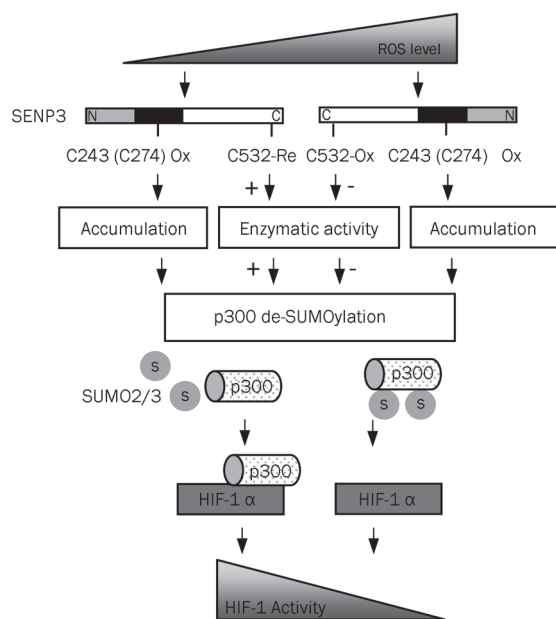 ROS level
SENP3
N C C N
C243 (C274) Ox C532-Re C532-Ox C243 (C274) Ox
+ -
Accumulation Enzymatic activity Accumulation
+ -
p300 de-SUMOylation
S
SUMO2/3 S p300
p300
S S
p300
HIF-1 α HIF-1 α
HIF-1 Activity